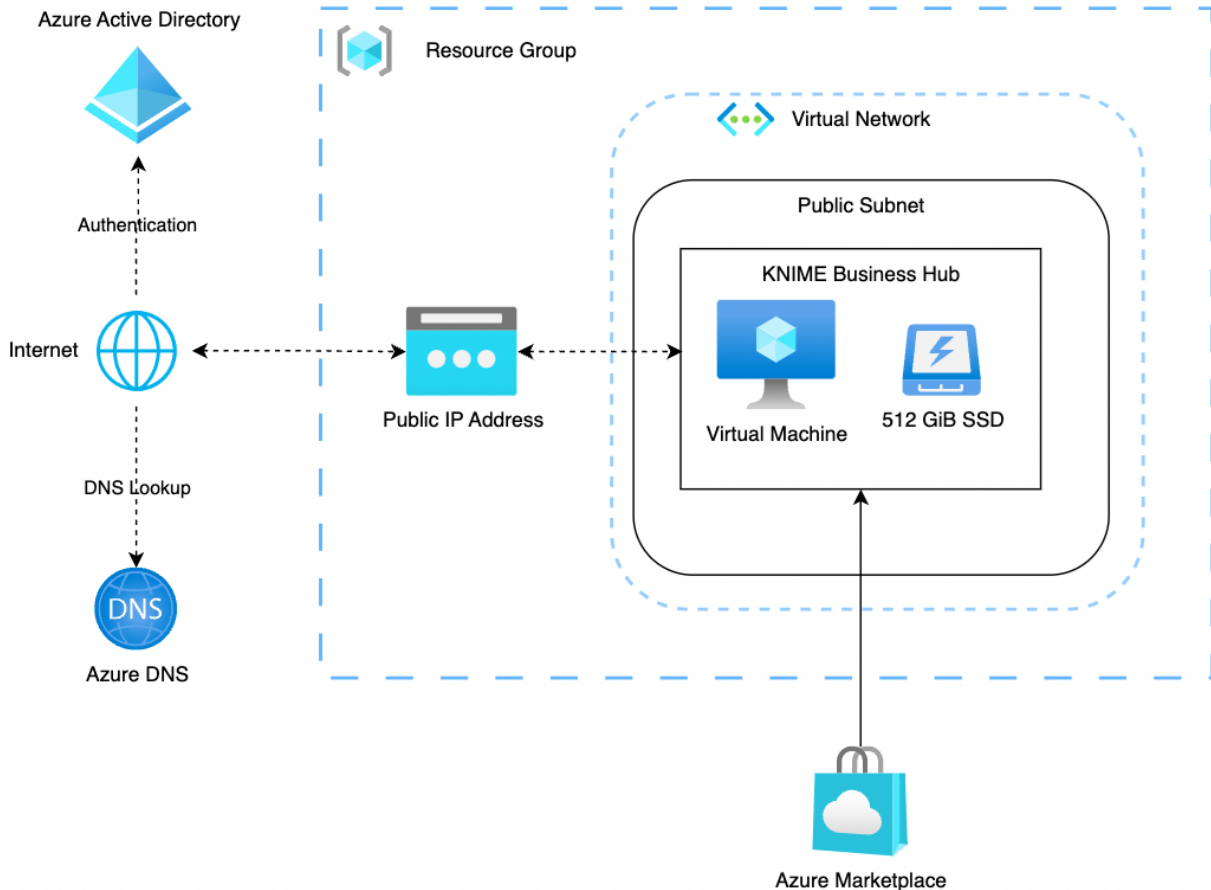 Azure Active Directory
Resource Group
Virtual Network
Public Subnet
Authentication
KNIME Business Hub
Internet
Public IP Address
Virtual Machine
512 GiB SSD
DNS Lookup
DNS
Azure DNS
Azure Marketplace